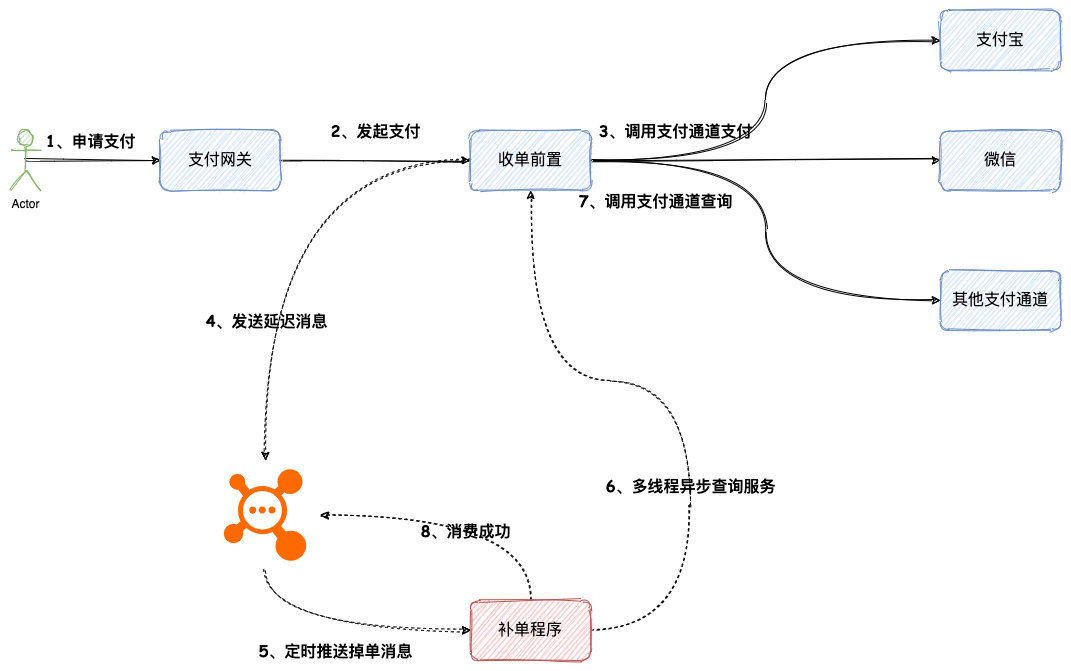 支付宝
1、申请支付
2、发起支付
3、调用支付通道支付
支付网关
收单前置
微信
Actor
7、调用支付通道查询
其他支付通道
4、发送延迟消息
6、多线程异步查询服务
8、消费成功
补单程序
5、定时推送掉单消息